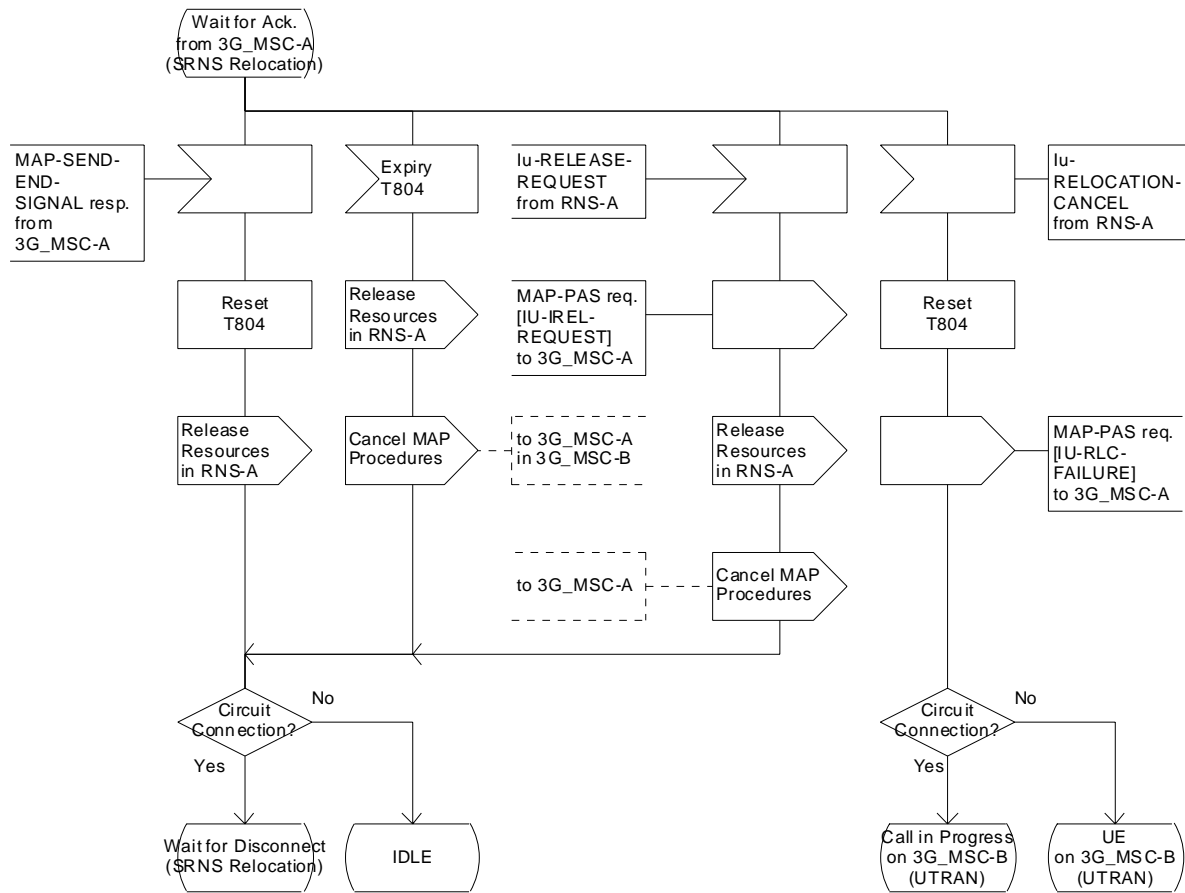 Wait for Ack.
from 3G_MSC-A
(SRNS Relocation)
MAP-SEND-
END-
SIGNAL resp.
from
3G_MSC-A
Expiry
T804
Iu-RELEASE-
REQUEST
from RNS-A
Iu-
RELOCATION-
CANCEL
from RNS-A
Reset
T804
Release
Resources
in RNS-A
MAP-PAS req.
[IU-IREL-
REQUEST]
to 3G_MSC-A
Reset
T804
Release
Resources
in RNS-A
Cancel MAP
Procedures
to 3G_MSC-A
in 3G_MSC-B
Release
Resources
in RNS-A
MAP-PAS req.
[IU-RLC-
FAILURE]
to 3G_MSC-A
to 3G_MSC-A
Cancel MAP
Procedures
Circuit
Connection?
No
Yes
Circuit
Connection?
No
Yes
Wait for Disconnect
(SRNS Relocation)
IDLE
Call in Progress
on 3G_MSC-B
(UTRAN)
UE
on 3G_MSC-B
(UTRAN)